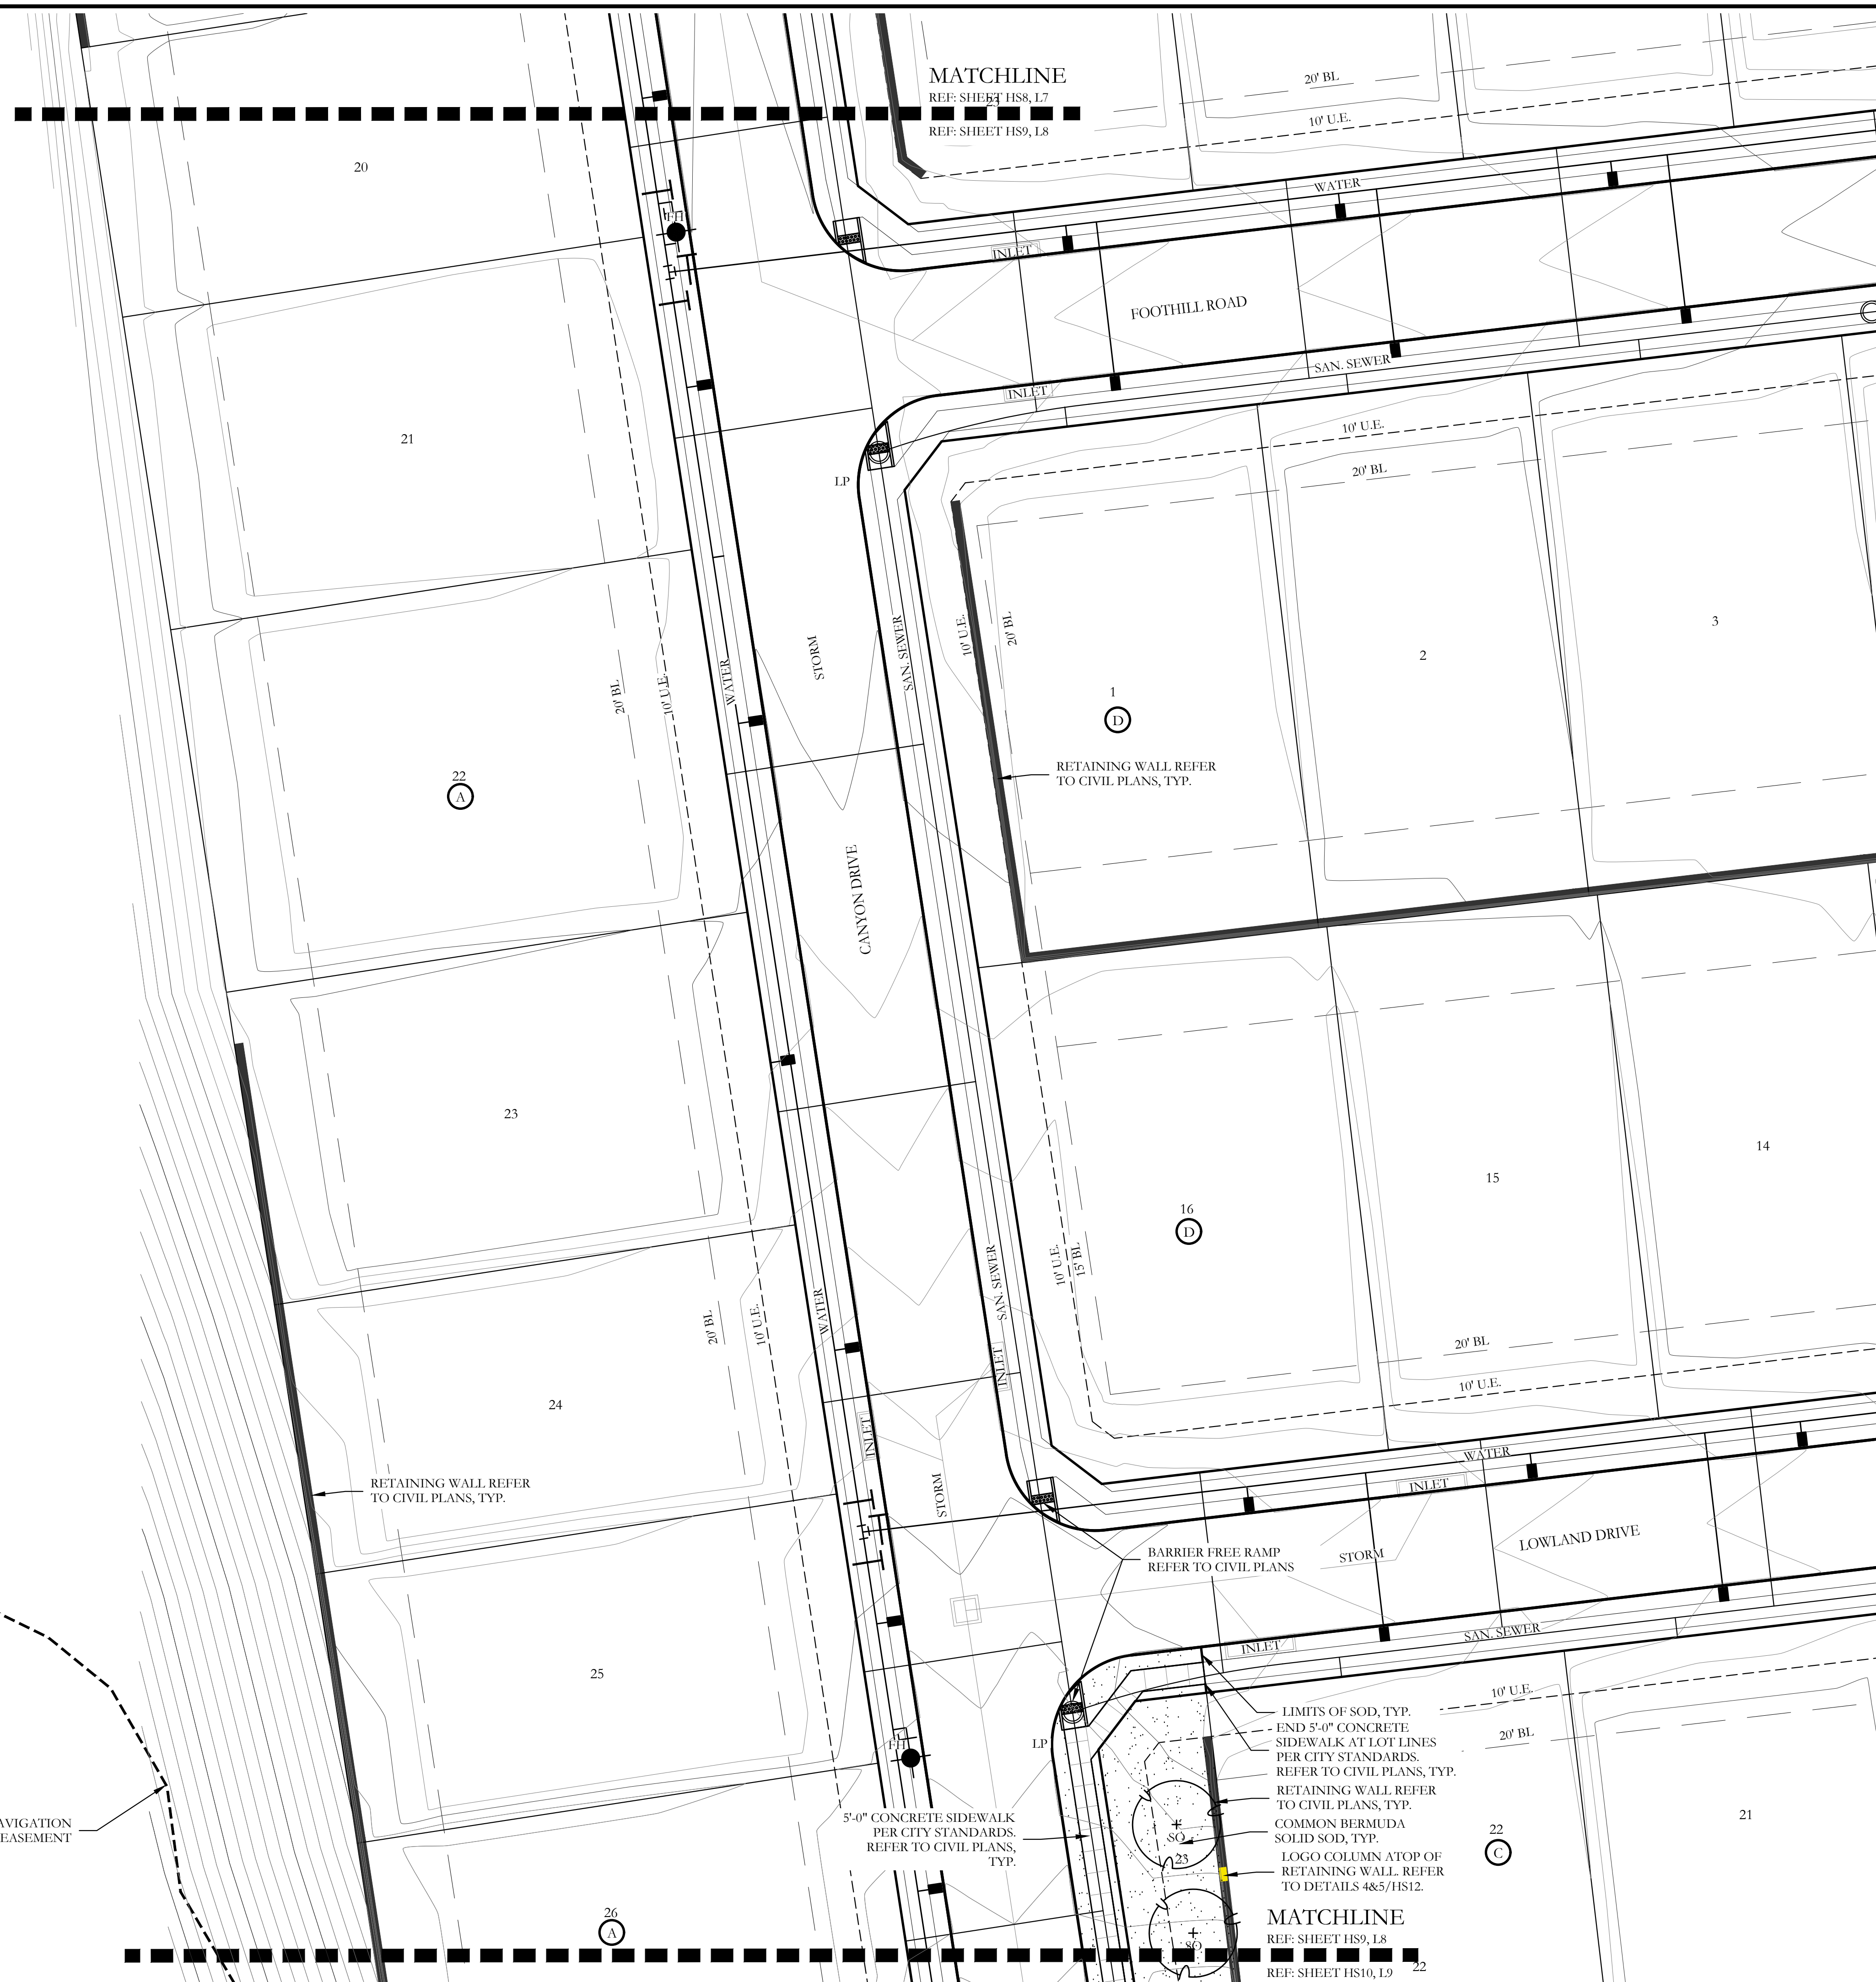 MATCHLINE
REF: SHEET HS8, L7
23
REF: SHEET HS9, L8
20' BL
10' U.E.
WATER
20
FH
INLET
FOOTHILL ROAD
INLET
SAN. SEWER
10' U.E.
20' BL
21
LP
STORM
SAN. SEWER
10' U.E.
20' BL
3
2
1
D
20' BL
10' U.E.
WATER
22
A
RETAINING WALL REFER
TO CIVIL PLANS, TYP.
CANYON DRIVE
23
14
15
16
D
10' U.E.
15' BL
SAN. SEWER
20' BL
10' U.E.
WATER
INLET
20' BL
10' U.E.
24
INLET
STORM
WATER
INLET
RETAINING WALL REFER
TO CIVIL PLANS, TYP.
LOWLAND DRIVE
BARRIER FREE RAMP
REFER TO CIVIL PLANS
STORM
INLET
SAN. SEWER
25
10' U.E.
20' BL
LIMITS OF SOD, TYP.
END 5'-0" CONCRETE
SIDEWALK AT LOT LINES
PER CITY STANDARDS.
REFER TO CIVIL PLANS, TYP.
LP
FH
RETAINING WALL REFER
TO CIVIL PLANS, TYP.
5'-0" CONCRETE SIDEWALK
PER CITY STANDARDS.
REFER TO CIVIL PLANS,
TYP.
COMMON BERMUDA
SOLID SOD, TYP.
SO
23
21
22
C
AVIGATION
EASEMENT
LOGO COLUMN ATOP OF
RETAINING WALL. REFER
TO DETAILS 4&5/HS12.
26
A
SO
MATCHLINE
REF: SHEET HS9, L8
22
REF: SHEET HS10, L9